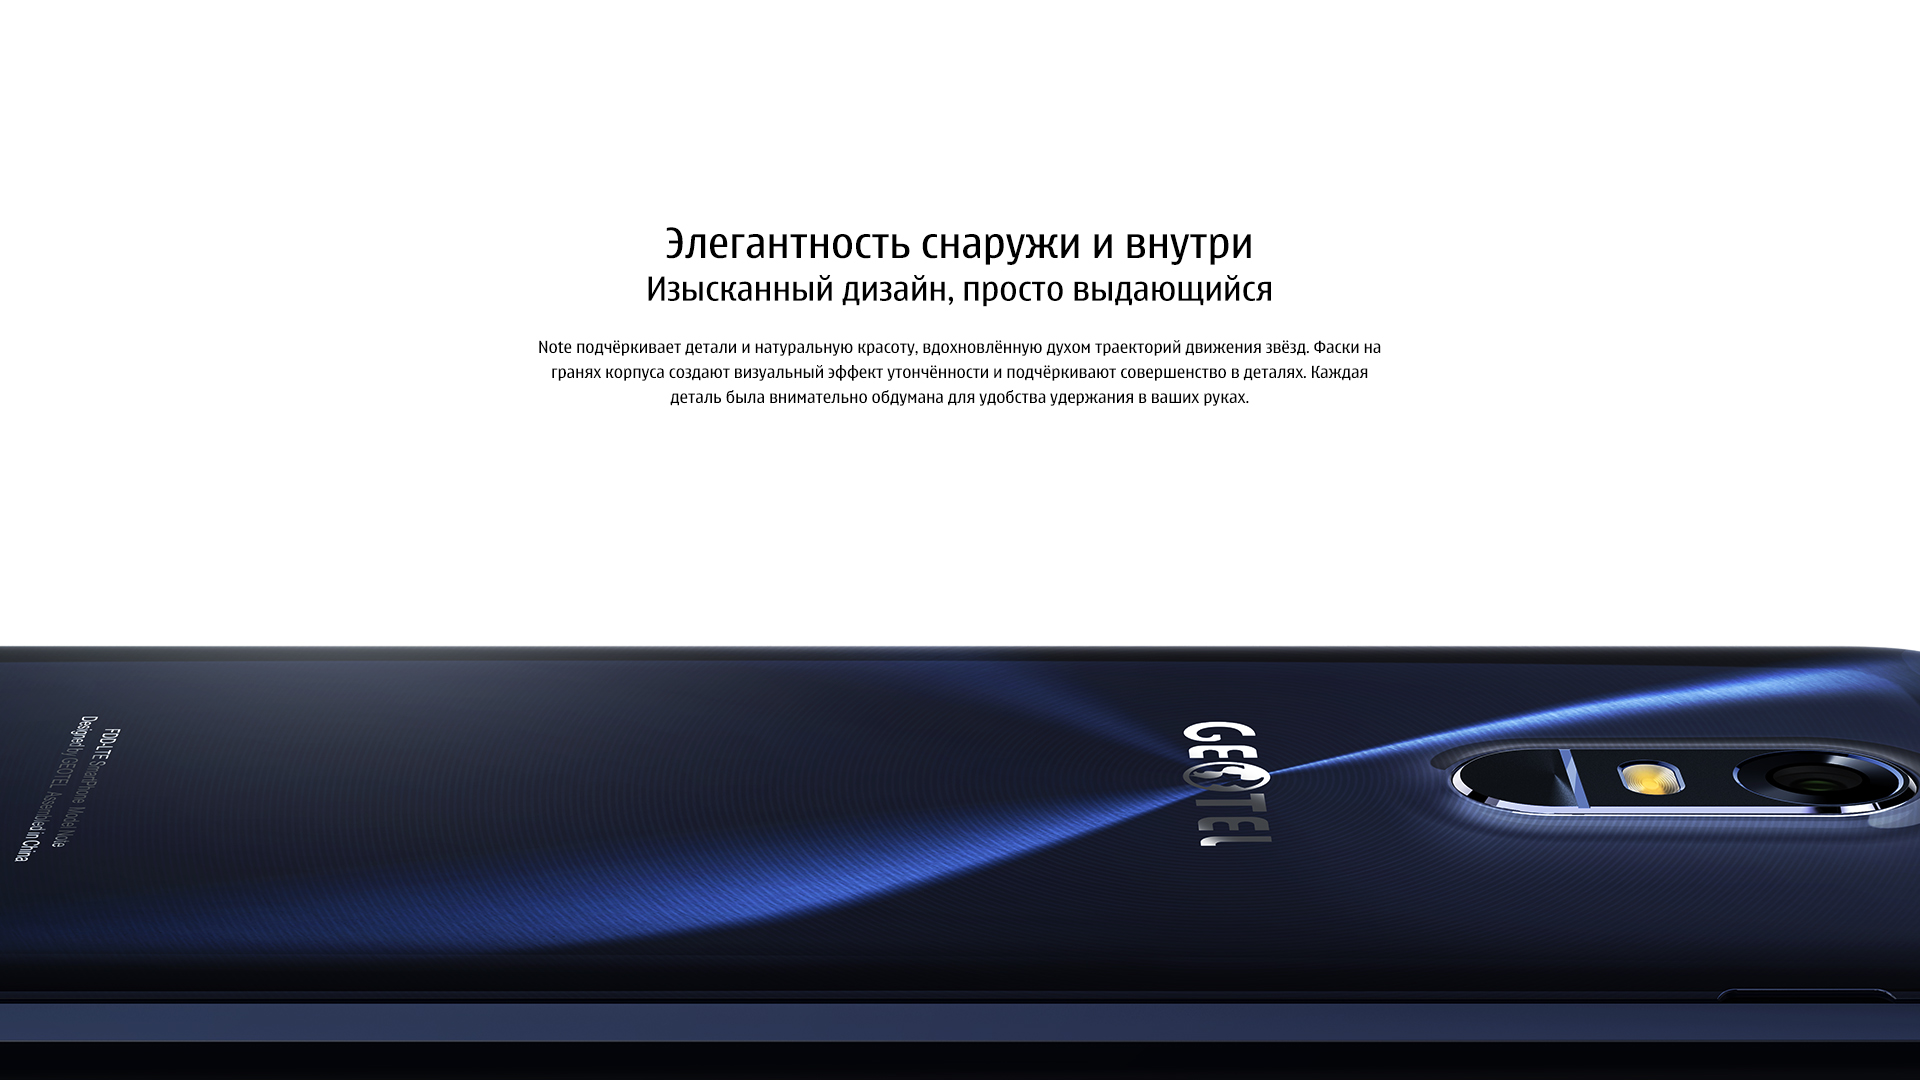 Элегантность снаружи и внутри
Изысканный дизайн, просто выдающийся
Note подчёркивает детали и натуральную красоту, вдохновлённую духом траекторий движения звёзд. Фаски на
гранях корпуса создают визуальный эффект утончённости и подчёркивают совершенство в деталях. Каждая
деталь была внимательно обдумана для удобства удержания в ваших руках.
GEOTEL
FDD-LTE SmartPhone Model Note
Designed by GEOTEL, Assembled in China